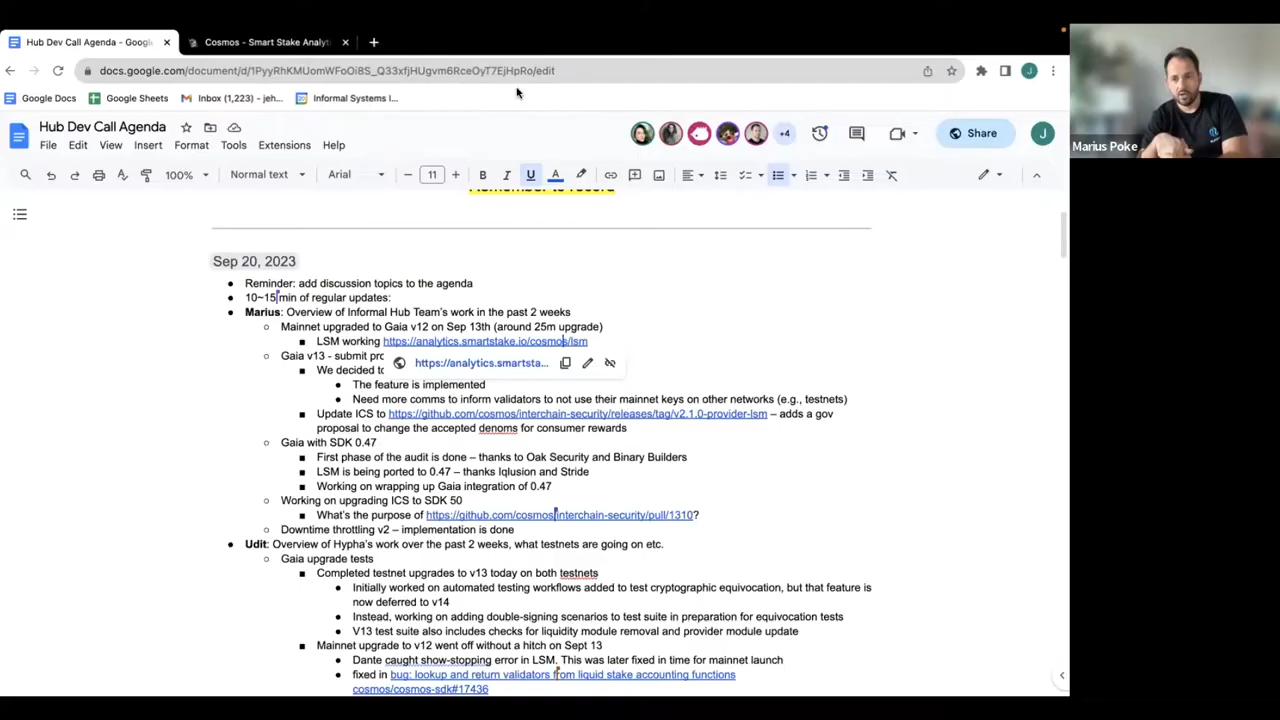 Hub Dev Call Agenda - Googl
Cosmos - Smart Stake Analyti
docs.google.com/document/d/1PyyRhKMUomWFoOi8S_Q33xfjHUgvm6RceOyT7EjHpRo/edit
Google Docs
Google Sheets
Inbox (1,223) - jeh...
Informal Systems I...
J
Hub Dev Call Agenda
+4
Share
J
File Edit View Insert Format Tools Extensions Help
100%
Normal text
Arial
11
B I U A
Remember to record
Marius Poke
Sep 20, 2023
Reminder: add discussion topics to the agenda
10~15 min of regular updates:
Marius: Overview of Informal Hub Team's work in the past 2 weeks
Mainnet upgraded to Gaia v12 on Sep 13th (around 25m upgrade)
LSM working https://analytics.smartstake.io/cosmos/lsm
Gaia v13 - submit pro
https://analytics.smartsta...
We decided to
The feature is implemented
Need more comms to inform validators to not use their mainnet keys on other networks (e.g., testnets)
Update ICS to https://github.com/cosmos/interchain-security/releases/tag/v2.1.0-provider-lsm – adds a gov
proposal to change the accepted denoms for consumer rewards
Gaia with SDK 0.47
First phase of the audit is done – thanks to Oak Security and Binary Builders
LSM is being ported to 0.47 – thanks Iqlusion and Stride
Working on wrapping up Gaia integration of 0.47
Working on upgrading ICS to SDK 50
What's the purpose of https://github.com/cosmos/interchain-security/pull/1310?
Downtime throttling v2 – implementation is done
Udit: Overview of Hypha's work over the past 2 weeks, what testnets are going on etc.
Gaia upgrade tests
Completed testnet upgrades to v13 today on both testnets
Initially worked on automated testing workflows added to test cryptographic equivocation, but that feature is
now deferred to v14
Instead, working on adding double-signing scenarios to test suite in preparation for equivocation tests
V13 test suite also includes checks for liquidity module removal and provider module update
Mainnet upgrade to v12 went off without a hitch on Sept 13
Dante caught show-stopping error in LSM. This was later fixed in time for mainnet launch
fixed in bug: lookup and return validators from liquid stake accounting functions
cosmos/cosmos-sdk#17436